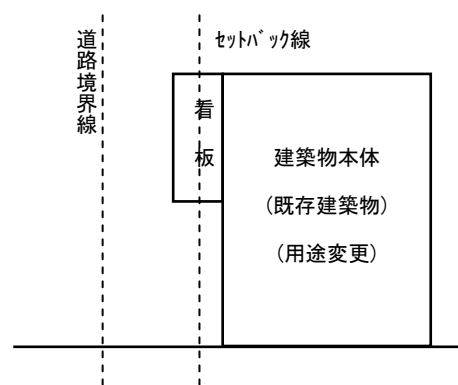 道路境界線
セットバック線
看板
建築物本体
(既存建築物)
(用途変更)